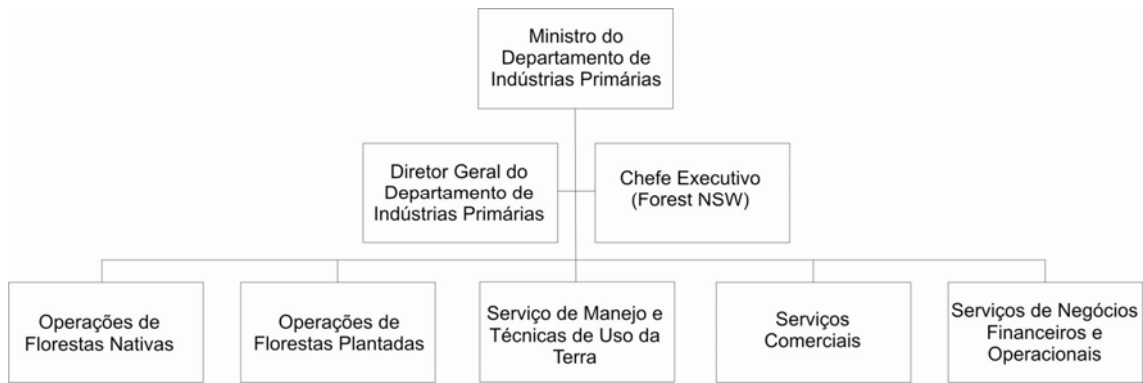 Ministro do
Departamento de
Indústrias Primárias
Diretor Geral do
Departamento de
Indústrias Primárias
Chefe Executivo
(Forest NSW)
Operações de
Florestas Nativas
Operações de
Florestas Plantadas
Serviço de Manejo e
Técnicas de Uso da
Terra
Serviços
Comerciais
Serviços de Negócios
Financeiros e
Operacionais